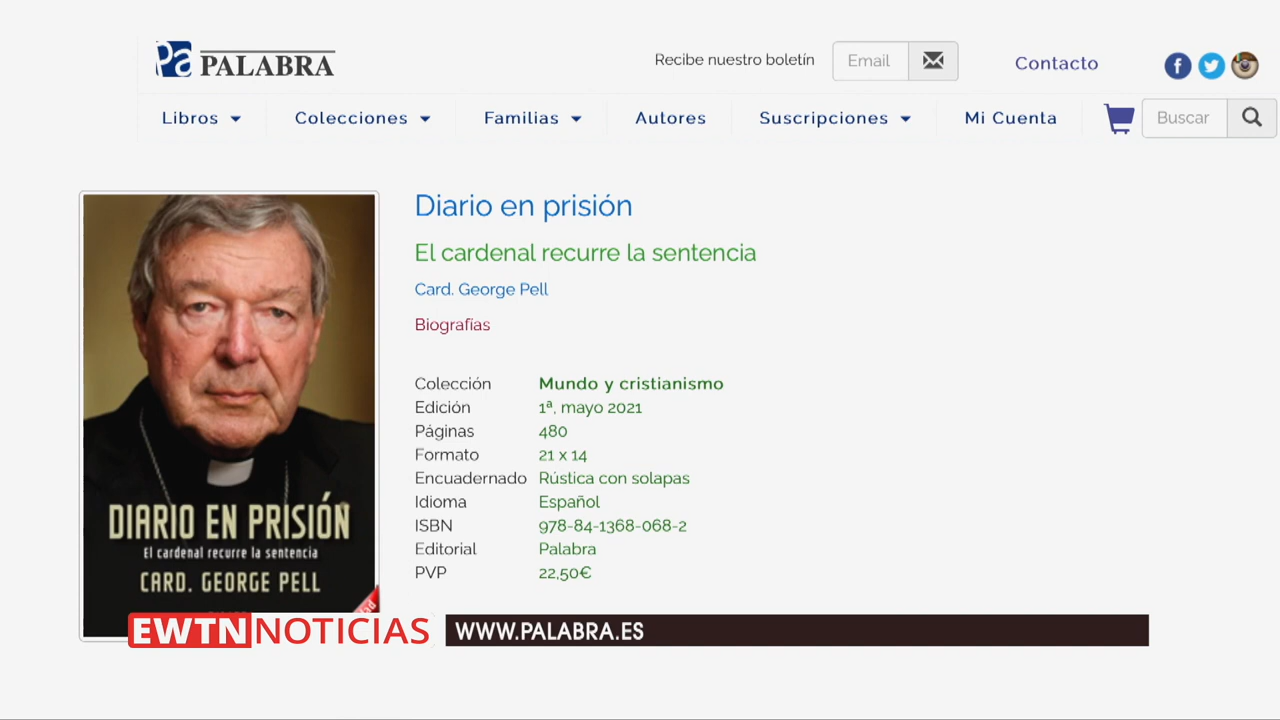 Pa PALABRA
Recibe nuestro boletín
Email
Contacto
Libros
Colecciones
Familias
Autores
Suscripciones
Mi Cuenta
Buscar
DIARIO EN PRISIÓN
El cardenal recurre la sentencia
CARD. GEORGE PELL
Diario en prisión
El cardenal recurre la sentencia
Card. George Pell
Biografías
Colección Mundo y cristianismo
Edición 1ª, mayo 2021
Páginas 480
Formato 21 x 14
Encuadernado Rústica con solapas
Idioma Español
ISBN 978-84-1368-068-2
Editorial Palabra
PVP 22,50€
EWTN NOTICIAS
WWW.PALABRA.ES